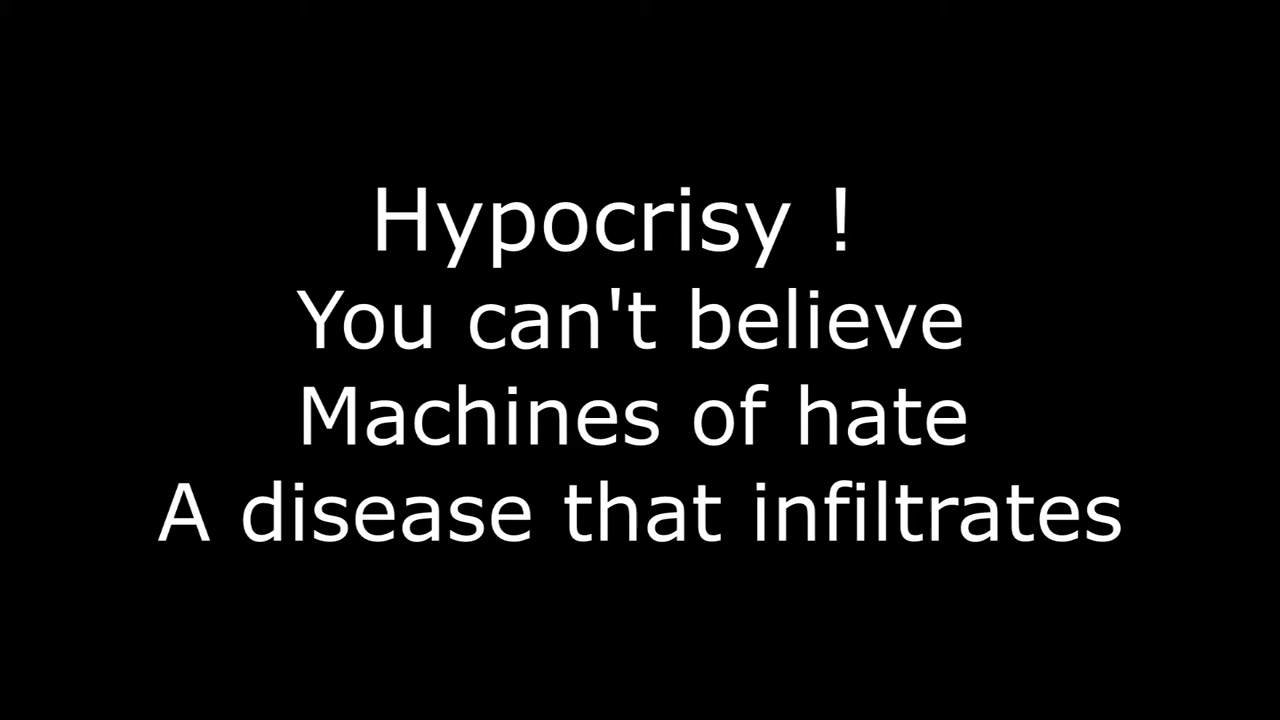 Hypocrisy !
You can't believe
Machines of hate
A disease that infiltrates